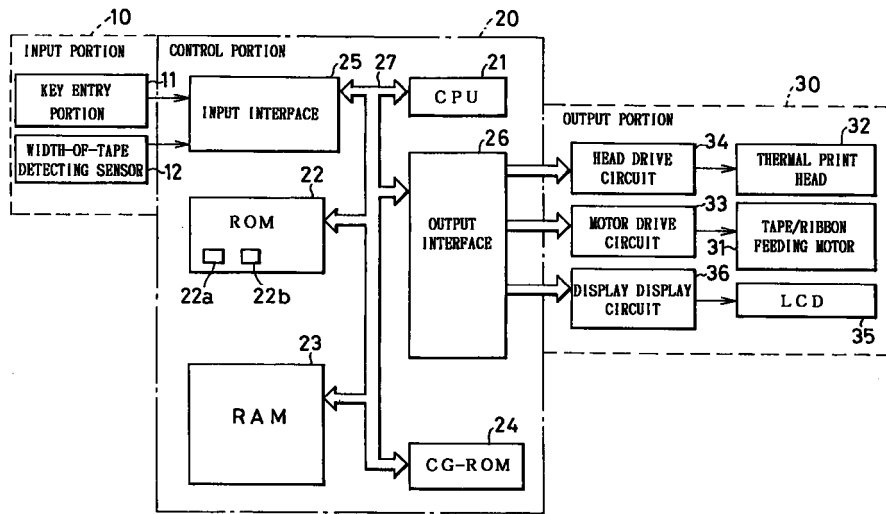 10
INPUT PORTION
11
KEY ENTRY
PORTION
WIDTH-OF-TAPE
DETECTING SENSOR
12
20
CONTROL PORTION
25
INPUT INTERFACE
27
21
CPU
22
ROM
22a
22b
26
OUTPUT
INTERFACE
23
RAM
24
CG-ROM
30
OUTPUT PORTION
34
HEAD DRIVE
CIRCUIT
32
THERMAL PRINT
HEAD
33
MOTOR DRIVE
CIRCUIT
31
TAPE/RIBBON
FEEDING MOTOR
36
DISPLAY DISPLAY
CIRCUIT
LCD
35